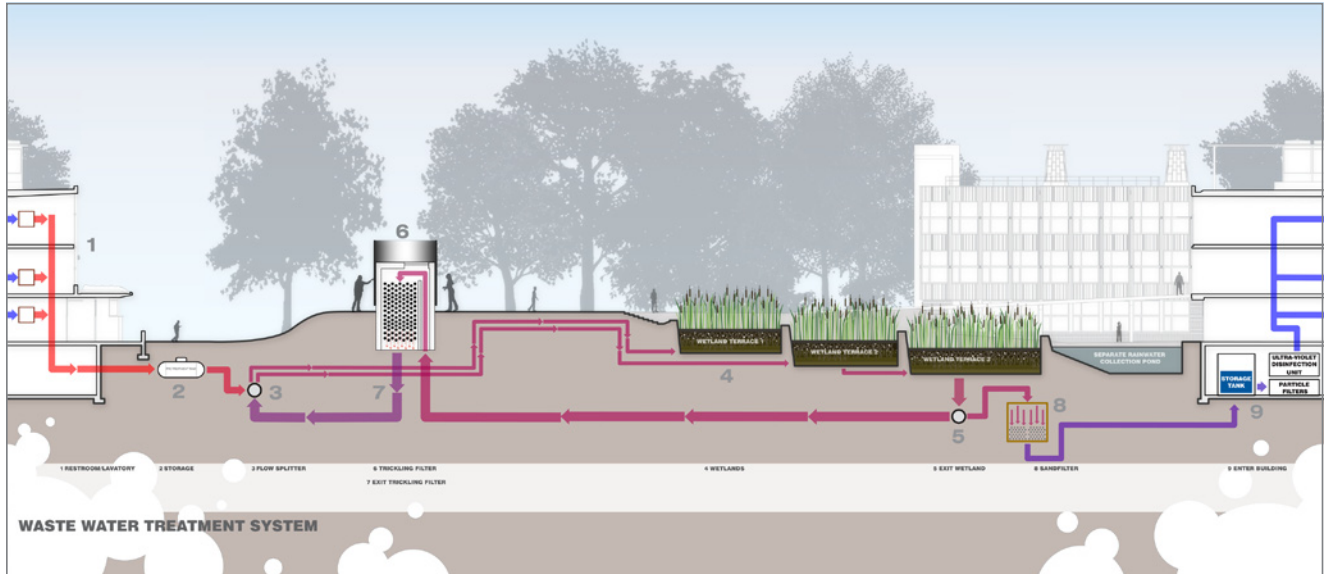 6
1
WETLAND TERRACE 1
WETLAND TERRACE 2
WETLAND TERRACE 3
SEPARATE RAINWATER
COLLECTION POND
ULTRA-VIOLET
DISINFECTION
UNIT
STORAGE
TANK
PARTICLE
FILTERS
2
3
7
4
5
8
9
1 RESTROOM/LAVATORY
2 STORAGE
3 FLOW SPLITTER
6 TRICKLING FILTER
7 EXIT TRICKLING FILTER
4 WETLANDS
5 EXIT WETLAND
8 SANDFILTER
9 ENTER BUILDING
WASTE WATER TREATMENT SYSTEM